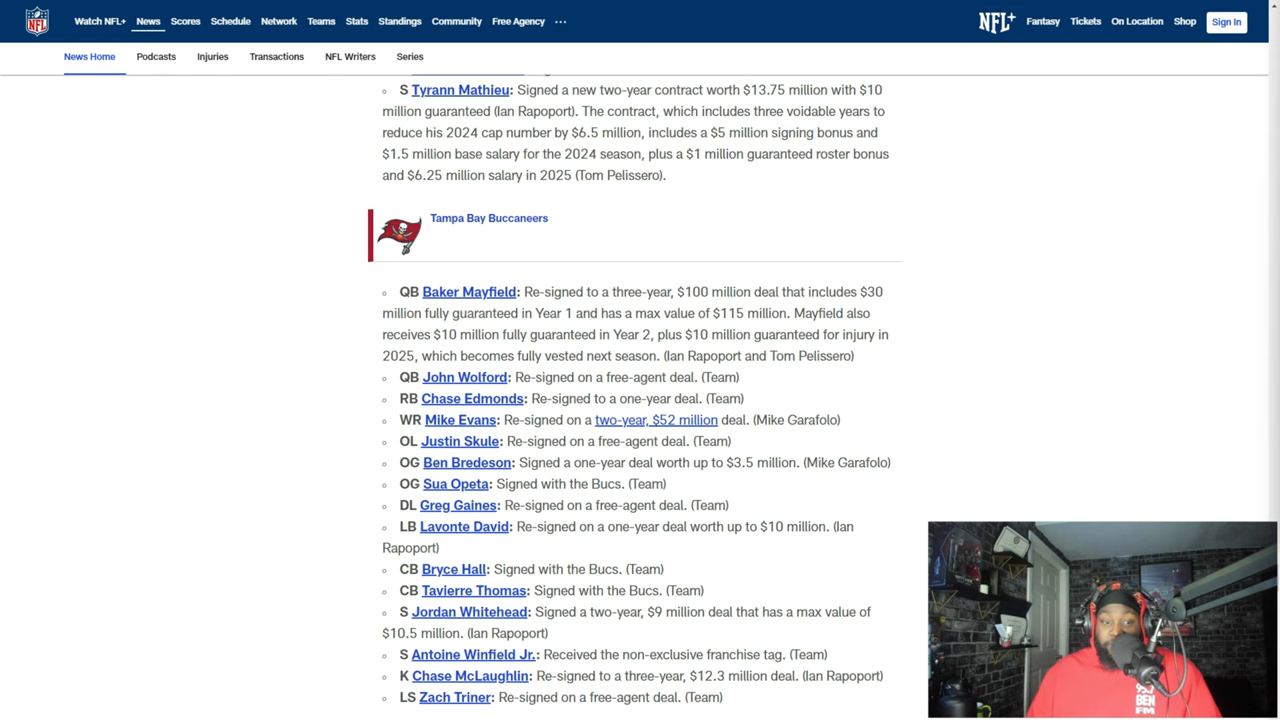 NFL
Watch NFL+ News Scores Schedule Network Teams Stats Standings Community Free Agency ...
NFL+ Fantasy Tickets On Location Shop Sign In
News Home Podcasts Injuries Transactions NFL Writers Series
S Tyrann Mathieu: Signed a new two-year contract worth $13.75 million with $10
million guaranteed (Ian Rapoport). The contract, which includes three voidable years to
reduce his 2024 cap number by $6.5 million, includes a $5 million signing bonus and
$1.5 million base salary for the 2024 season, plus a $1 million guaranteed roster bonus
and $6.25 million salary in 2025 (Tom Pelissero).
Tampa Bay Buccaneers
QB Baker Mayfield: Re-signed to a three-year, $100 million deal that includes $30
million fully guaranteed in Year 1 and has a max value of $115 million. Mayfield also
receives $10 million fully guaranteed in Year 2, plus $10 million guaranteed for injury in
2025, which becomes fully vested next season. (Ian Rapoport and Tom Pelissero)
QB John Wolford: Re-signed on a free-agent deal. (Team)
RB Chase Edmonds: Re-signed to a one-year deal. (Team)
WR Mike Evans: Re-signed on a two-year, $52 million deal. (Mike Garafolo)
OL Justin Skule: Re-signed on a free-agent deal. (Team)
OG Ben Bredeson: Signed a one-year deal worth up to $3.5 million. (Mike Garafolo)
OG Sua Opeta: Signed with the Bucs. (Team)
DL Greg Gaines: Re-signed on a free-agent deal. (Team)
LB Lavonte David: Re-signed on a one-year deal worth up to $10 million. (Ian
Rapoport)
CB Bryce Hall: Signed with the Bucs. (Team)
CB Tavierre Thomas: Signed with the Bucs. (Team)
S Jordan Whitehead: Signed a two-year, $9 million deal that has a max value of
$10.5 million. (Ian Rapoport)
S Antoine Winfield Jr.: Received the non-exclusive franchise tag. (Team)
K Chase McLaughlin: Re-signed to a three-year, $12.3 million deal. (Ian Rapoport)
LS Zach Triner: Re-signed on a free-agent deal. (Team)
BEN
FM